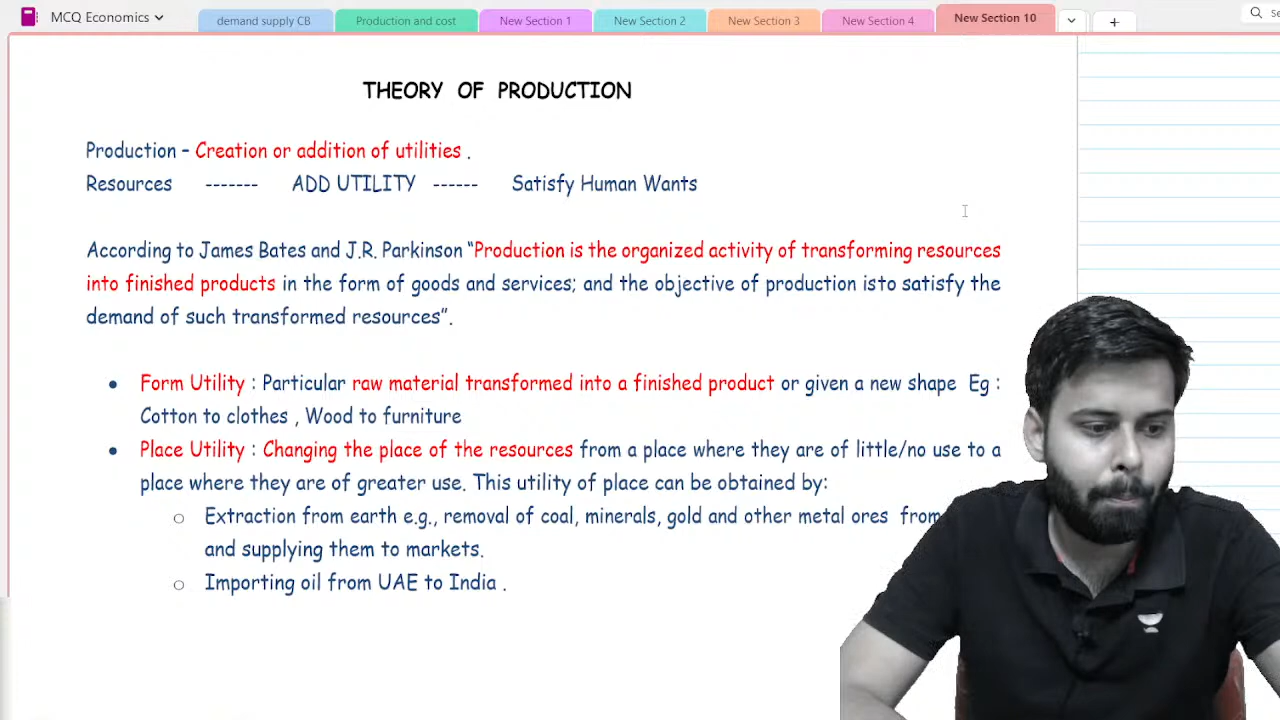 MCQ Economics
demand supply CB
Production and cost
New Section 1
New Section 2
New Section 3
New Section 4
New Section 10
THEORY OF PRODUCTION
Production – Creation or addition of utilities .
Resources ------- ADD UTILITY ------ Satisfy Human Wants
According to James Bates and J.R. Parkinson “Production is the organized activity of transforming resources
into finished products in the form of goods and services; and the objective of production isto satisfy the
demand of such transformed resources”.
• Form Utility : Particular raw material transformed into a finished product or given a new shape Eg :
Cotton to clothes , Wood to furniture
• Place Utility : Changing the place of the resources from a place where they are of little/no use to a
place where they are of greater use. This utility of place can be obtained by:
○ Extraction from earth e.g., removal of coal, minerals, gold and other metal ores from
and supplying them to markets.
○ Importing oil from UAE to India .